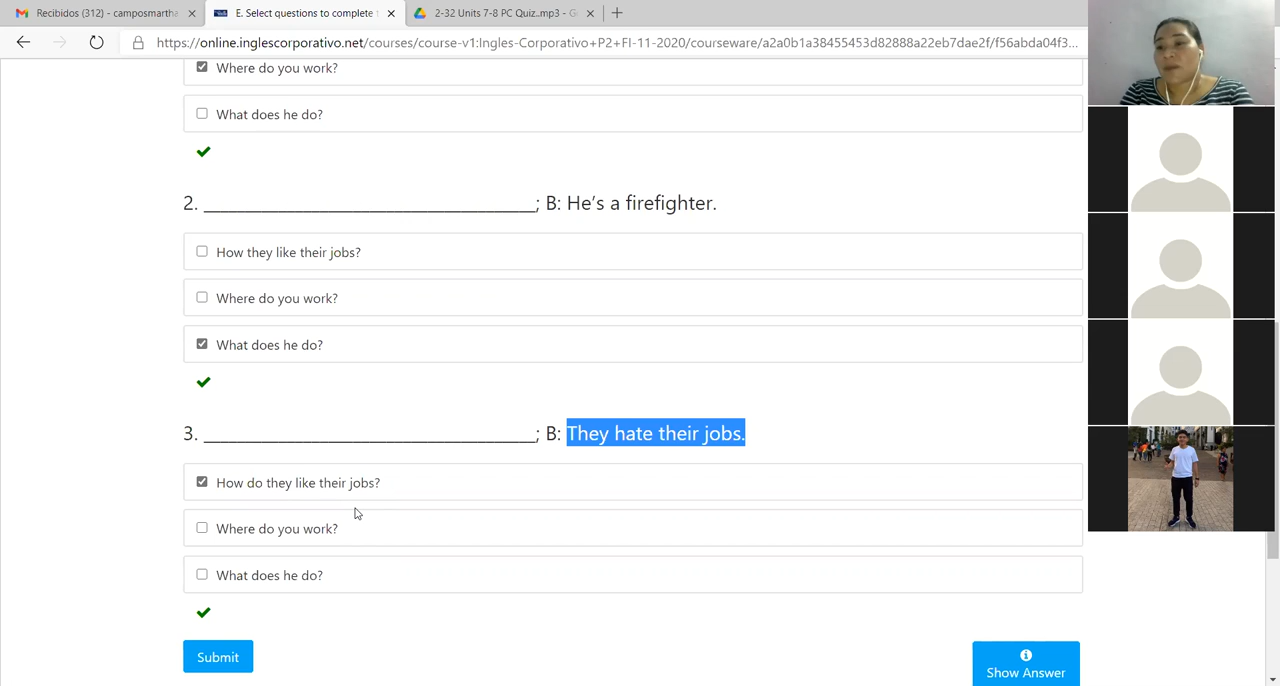 Recibidos (312) - camposmartha
E. Select questions to complete t
2-32 Units 7-8 PC Quiz..mp3 - G
https://online.inglescorporativo.net/courses/course-v1:Ingles-Corporativo+P2+FI-11-2020/courseware/a2a0b1a38455453d82888a22eb7dae2f/f56abda04f3...
Where do you work?
What does he do?
2. ________________________________; B: He’s a firefighter.
How they like their jobs?
Where do you work?
What does he do?
3. ________________________________; B: They hate their jobs.
How do they like their jobs?
Where do you work?
What does he do?
Submit
Show Answer